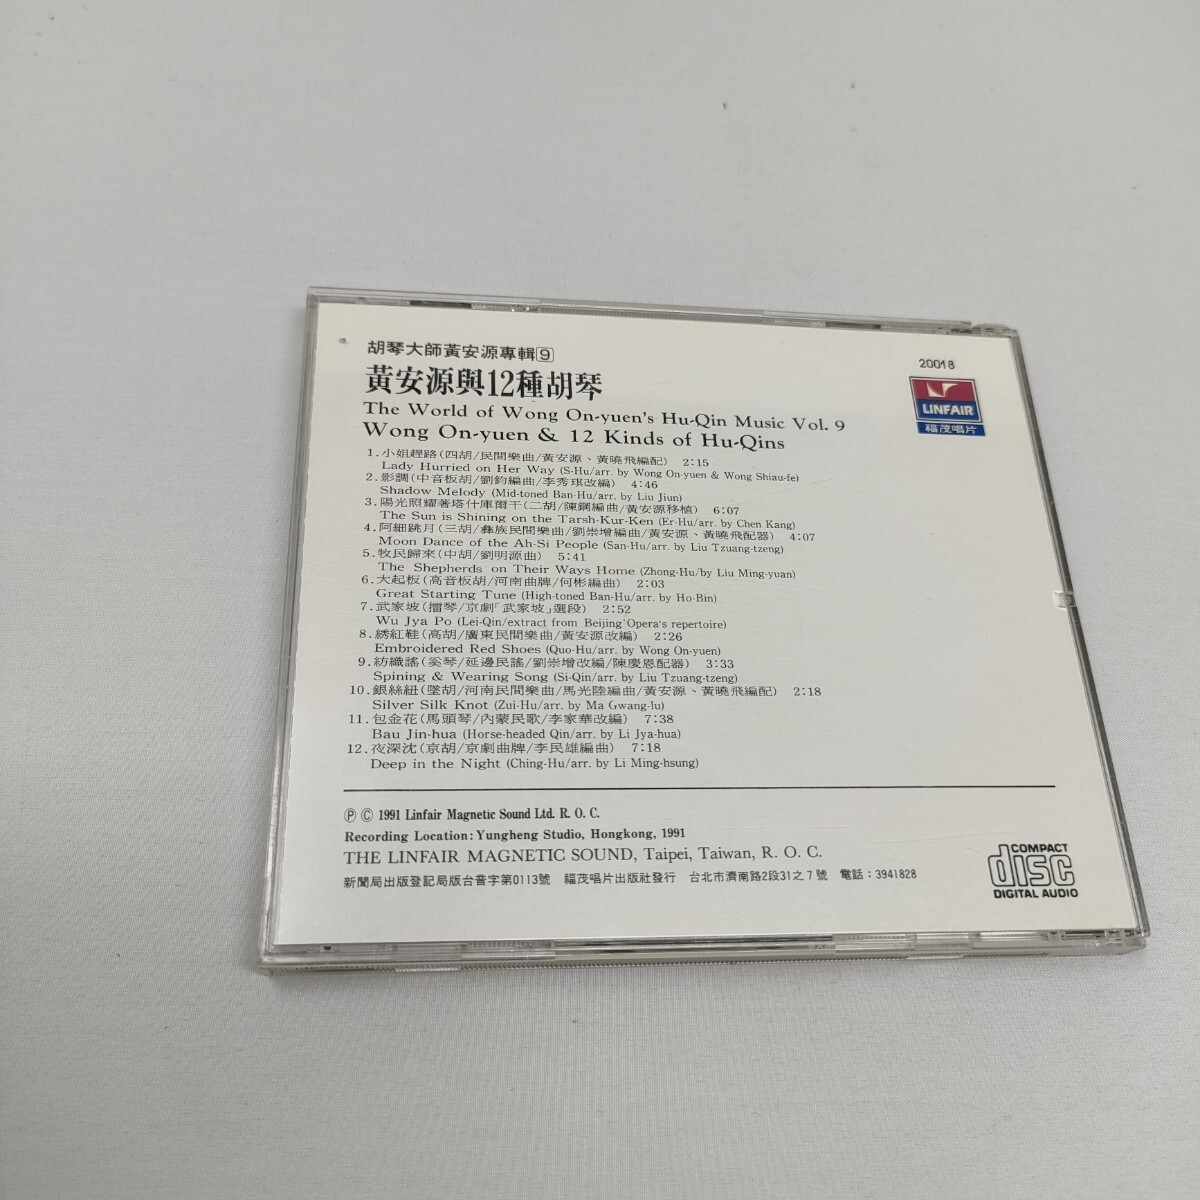 胡琴大師黃安源專輯9
20018
黃安源與12種胡琴
LINFAIR
福茂唱片
The World of Wong On-yuen's Hu-Qin Music Vol. 9
Wong On-yuen & 12 Kinds of Hu-Qins
1.小姐趕路(四胡/民間樂曲/黃安源、黃曉飛編配) 2:15
Lady Hurried on Her Way (S-Hu/arr. by Wong On-yuen & Wong Shiau-fe)
2.影調(中音板胡/劉鈞編曲/李秀琪改編) 4:46
Shadow Melody (Mid-toned Ban-Hu/arr. by Liu Jiun)
3.陽光照耀著塔什庫爾干(二胡/陳鋼編曲/黃安源移植) 6:07
The Sun is Shining on the Tarsh-Kur-Ken (Er-Hu/arr. by Chen Kang)
4.阿細跳月(三胡/彝族民間樂曲/劉崇增編曲/黃安源、黃曉飛配器) 4:07
Moon Dance of the Ah-Si People (San-Hu/arr. by Liu Tzuang-tzeng)
5.牧民歸來(中胡/劉明源曲) 5:41
The Shepherds on Their Ways Home (Zhong-Hu/by Liu Ming-yuan)
6.大起板(高音板胡/河南曲牌/何彬編曲) 2:03
Great Starting Tune (High-toned Ban-Hu/arr. by Ho-Bin)
7.武家坡(擂琴/京劇「武家坡」選段) 2:52
Wu Jya Po (Lei-Qin/extract from Beijing Opera's repertoire)
8.綉紅鞋(高胡/廣東民間樂曲/黃安源改編) 2:26
Embroidered Red Shoes (Quo-Hu/arr. by Wong On-yuen)
9.紡織謠(奚琴/延邊民謠/劉崇增改編/陳慶恩配器) 3:33
Spining & Wearing Song (Si-Qin/arr. by Liu Tzuang-tzeng)
10.銀絲紐(墜胡/河南民間樂曲/馬光陸編曲/黃安源、黃曉飛編配) 2:18
Silver Silk Knot (Zui-Hu/arr. by Ma Gwang-lu)
11.包金花(馬頭琴/內蒙民歌/李家華改編) 7:38
Bau Jin-hua (Horse-headed Qin/arr. by Li Jya-hua)
12.夜深沈(京胡/京劇曲牌/李民雄編曲) 7:18
Deep in the Night (Ching-Hu/arr. by Li Ming-hsung)
Ⓟ Ⓒ 1991 Linfair Magnetic Sound Ltd. R. O. C.
Recording Location: Yungheng Studio, Hongkong, 1991
THE LINFAIR MAGNETIC SOUND, Taipei, Taiwan, R. O. C.
新聞局出版登記局版台音字第0113號 福茂唱片出版社發行 台北市濟南路2段31之7號 電話：3941828
COMPACT
disc
DIGITAL AUDIO